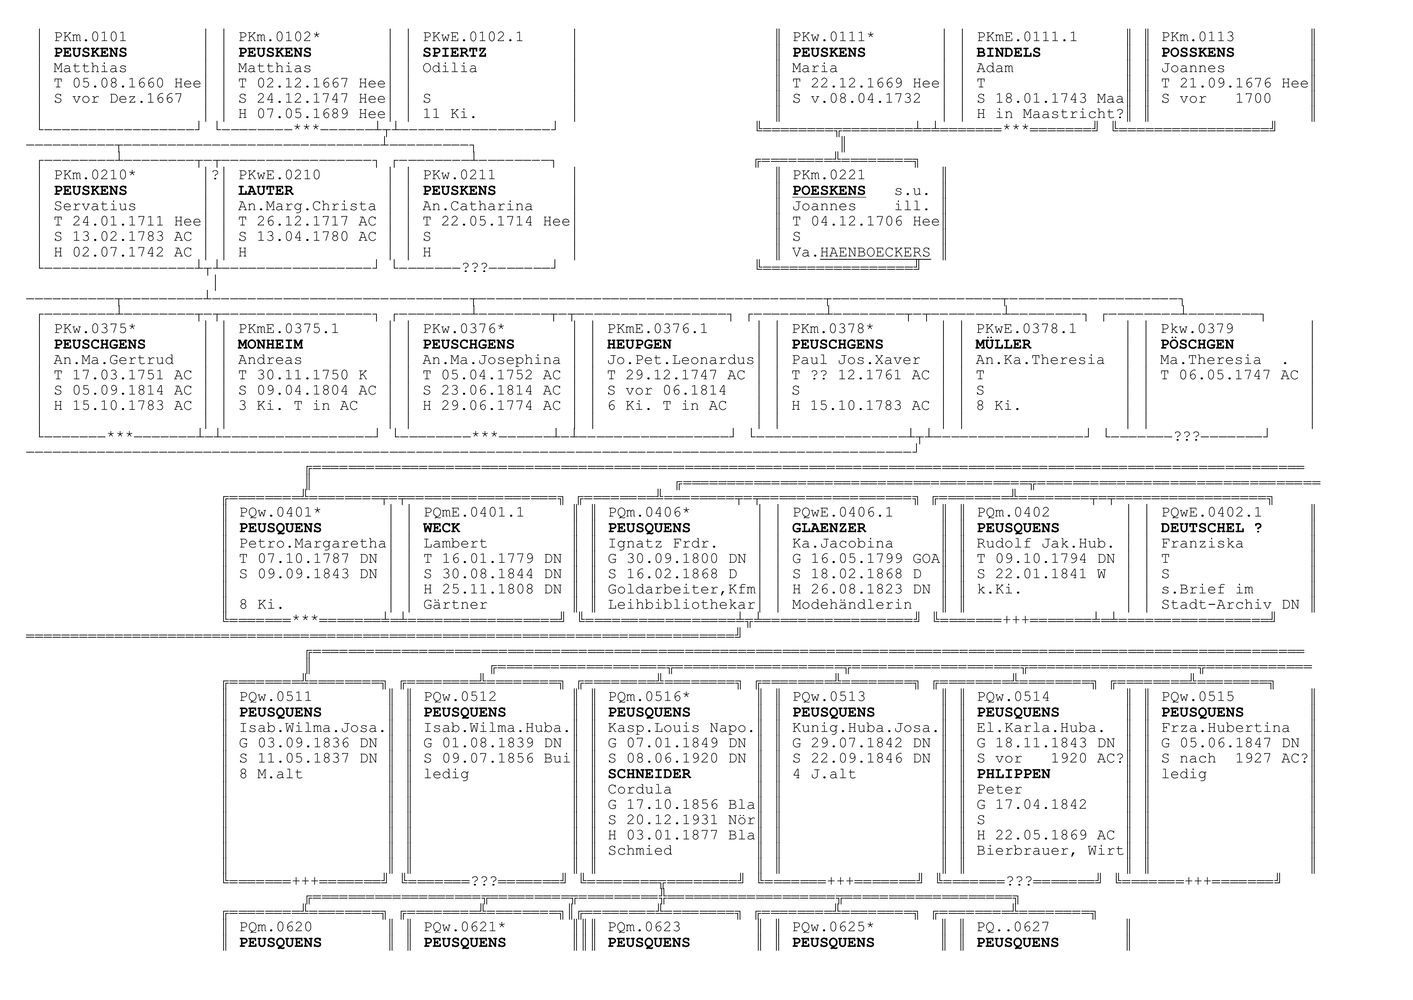 PKm.0101 PKm.0102* PKwE.0102.1 PKw.0111* PKmE.0111.1 PKm.0113
PEUSKENS PEUSKENS SPIERTZ PEUSKENS BINDELS POSSKENS
Matthias Matthias Odilia Maria Adam Joannes
T 05.08.1660 Hee T 02.12.1667 Hee T 22.12.1669 Hee T T 21.09.1676 Hee
S vor Dez.1667 S 24.12.1747 Hee S S v.08.04.1732 S 18.01.1743 Maa S vor 1700
H 07.05.1689 Hee 11 Ki. H in Maastricht?
*** ***
PKm.0210* ? PKwE.0210 PKw.0211 PKm.0221
PEUSKENS LAUTER PEUSKENS POESKENS s.u.
Servatius An.Marg.Christa An.Catharina Joannes ill.
T 24.01.1711 Hee T 26.12.1717 AC T 22.05.1714 Hee T 04.12.1706 Hee
S 13.02.1783 AC S 13.04.1780 AC S S
H 02.07.1742 AC H H Va.HAENBOECKERS
???
PKw.0375* PKmE.0375.1 PKw.0376* PKmE.0376.1 PKm.0378* PKwE.0378.1 Pkw.0379
PEUSCHGENS MONHEIM PEUSCHGENS HEUPGEN PEUSCHGENS MÜLLER PÖSCHGEN
An.Ma.Gertrud Andreas An.Ma.Josephina Jo.Pet.Leonardus Paul Jos.Xaver An.Ka.Theresia Ma.Theresia .
T 17.03.1751 AC T 30.11.1750 K T 05.04.1752 AC T 29.12.1747 AC T ?? 12.1761 AC T T 06.05.1747 AC
S 05.09.1814 AC S 09.04.1804 AC S 23.06.1814 AC S vor 06.1814 S S
H 15.10.1783 AC 3 Ki. T in AC H 29.06.1774 AC 6 Ki. T in AC H 15.10.1783 AC 8 Ki.
*** *** ???
PQw.0401* PQmE.0401.1 PQm.0406* PQwE.0406.1 PQm.0402 PQwE.0402.1
PEUSQUENS WECK PEUSQUENS GLAENZER PEUSQUENS DEUTSCHEL ?
Petro.Margaretha Lambert Ignatz Frdr. Ka.Jacobina Rudolf Jak.Hub. Franziska
T 07.10.1787 DN T 16.01.1779 DN G 30.09.1800 DN G 16.05.1799 GOA T 09.10.1794 DN T
S 09.09.1843 DN S 30.08.1844 DN S 16.02.1868 D S 18.02.1868 D S 22.01.1841 W S
H 25.11.1808 DN Goldarbeiter,Kfm H 26.08.1823 DN k.Ki. s.Brief im
8 Ki. Gärtner Leihbibliothekar Modehändlerin Stadt-Archiv DN
*** +++
PQw.0511 PQw.0512 PQm.0516* PQw.0513 PQw.0514 PQw.0515
PEUSQUENS PEUSQUENS PEUSQUENS PEUSQUENS PEUSQUENS PEUSQUENS
Isab.Wilma.Josa. Isab.Wilma.Huba. Kasp.Louis Napo. Kunig.Huba.Josa. El.Karla.Huba. Frza.Hubertina
G 03.09.1836 DN G 01.08.1839 DN G 07.01.1849 DN G 29.07.1842 DN G 18.11.1843 DN G 05.06.1847 DN
S 11.05.1837 DN S 09.07.1856 Bui S 08.06.1920 DN S 22.09.1846 DN S vor 1920 AC? S nach 1927 AC?
8 M.alt ledig SCHNEIDER 4 J.alt PHLIPPEN ledig
Cordula Peter
G 17.10.1856 Bla G 17.04.1842
S 20.12.1931 Nör S
H 03.01.1877 Bla H 22.05.1869 AC
Schmied Bierbrauer, Wirt
+++ ??? +++ ??? +++
PQm.0620 PQw.0621* PQm.0623 PQw.0625* PQ..0627
PEUSQUENS PEUSQUENS PEUSQUENS PEUSQUENS PEUSQUENS